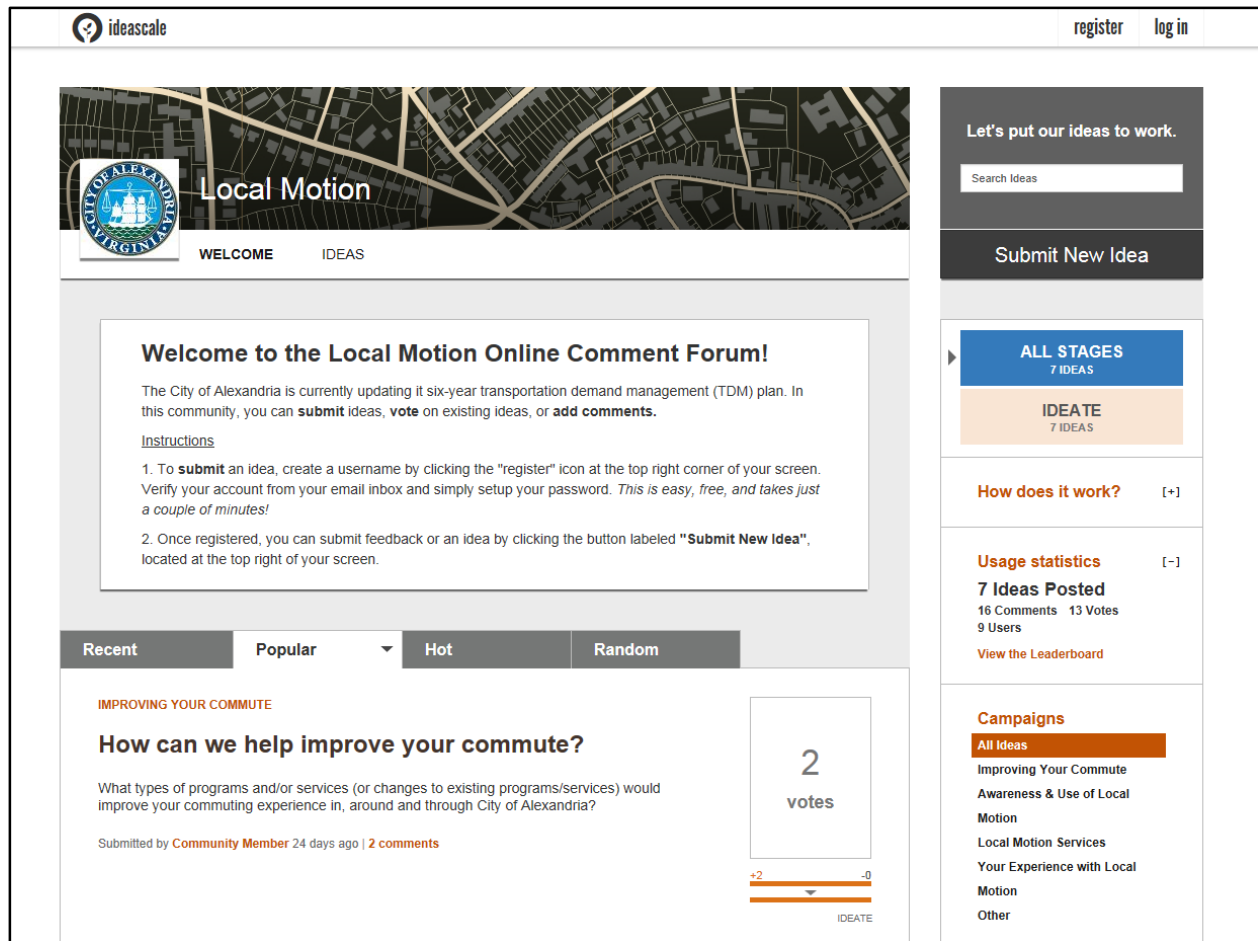 ideascale
register log in
Local Motion
CITY OF ALEXANDRIA
VIRGINIA
WELCOME IDEAS
Let's put our ideas to work.
Search Ideas
Submit New Idea
Welcome to the Local Motion Online Comment Forum!
The City of Alexandria is currently updating it six-year transportation demand management (TDM) plan. In
this community, you can submit ideas, vote on existing ideas, or add comments.
Instructions
1. To submit an idea, create a username by clicking the "register" icon at the top right corner of your screen.
Verify your account from your email inbox and simply setup your password. This is easy, free, and takes just
a couple of minutes!
2. Once registered, you can submit feedback or an idea by clicking the button labeled "Submit New Idea",
located at the top right of your screen.
Recent Popular Hot Random
IMPROVING YOUR COMMUTE
How can we help improve your commute?
What types of programs and/or services (or changes to existing programs/services) would
improve your commuting experience in, around and through City of Alexandria?
Submitted by Community Member 24 days ago | 2 comments
2
votes
+2 -0
IDEATE
ALL STAGES
7 IDEAS
IDEATE
7 IDEAS
How does it work? [+]
Usage statistics [-]
7 Ideas Posted
16 Comments 13 Votes
9 Users
View the Leaderboard
Campaigns
All Ideas
Improving Your Commute
Awareness & Use of Local
Motion
Local Motion Services
Your Experience with Local
Motion
Other